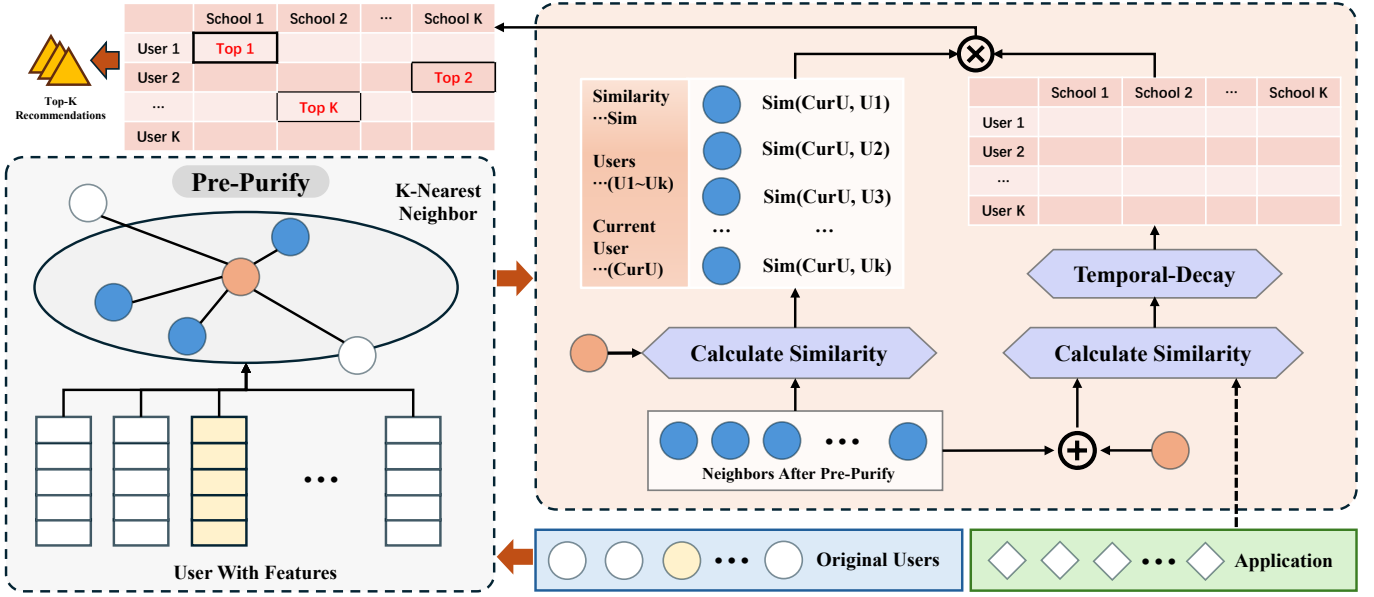 School 1 School 2 ... School K
User 1 Top 1
User 2 Top 2
... Top K
User K
Top-K
Recommendations
Pre-Purify
K-Nearest
Neighbor
...
User With Features
Similarity
...Sim
Users
...(U1~Uk)
Current
User
...(CurU)
Sim(CurU, U1)
Sim(CurU, U2)
Sim(CurU, U3)
... ...
Sim(CurU, Uk)
School 1 School 2 ... School K
User 1
User 2
...
User K
Temporal-Decay
Calculate Similarity
Calculate Similarity
...
Neighbors After Pre-Purify
... Original Users
... Application